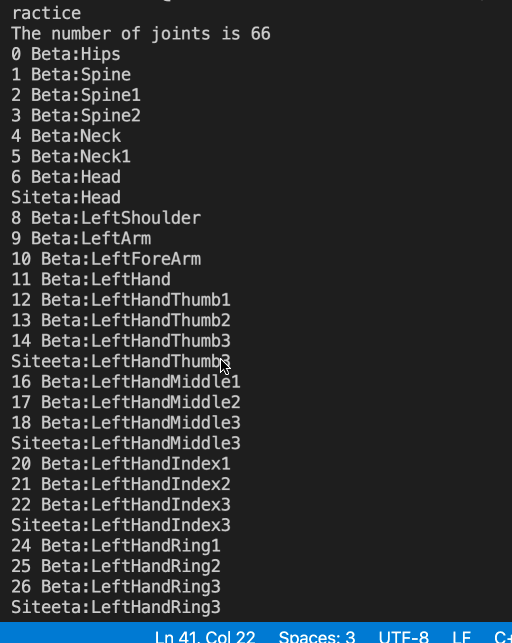 ractice
The number of joints is 66
0 Beta:Hips
1 Beta:Spine
2 Beta:Spine1
3 Beta:Spine2
4 Beta:Neck
5 Beta:Neck1
6 Beta:Head
Siteta:Head
8 Beta:LeftShoulder
9 Beta:LeftArm
10 Beta:LeftForeArm
11 Beta:LeftHand
12 Beta:LeftHandThumb1
13 Beta:LeftHandThumb2
14 Beta:LeftHandThumb3
Siteeta:LeftHandThumb3
16 Beta:LeftHandMiddle1
17 Beta:LeftHandMiddle2
18 Beta:LeftHandMiddle3
Siteeta:LeftHandMiddle3
20 Beta:LeftHandIndex1
21 Beta:LeftHandIndex2
22 Beta:LeftHandIndex3
Siteeta:LeftHandIndex3
24 Beta:LeftHandRing1
25 Beta:LeftHandRing2
26 Beta:LeftHandRing3
Siteeta:LeftHandRing3
Ln 41, Col 22 Spaces: 3 UTF-8 LF C+